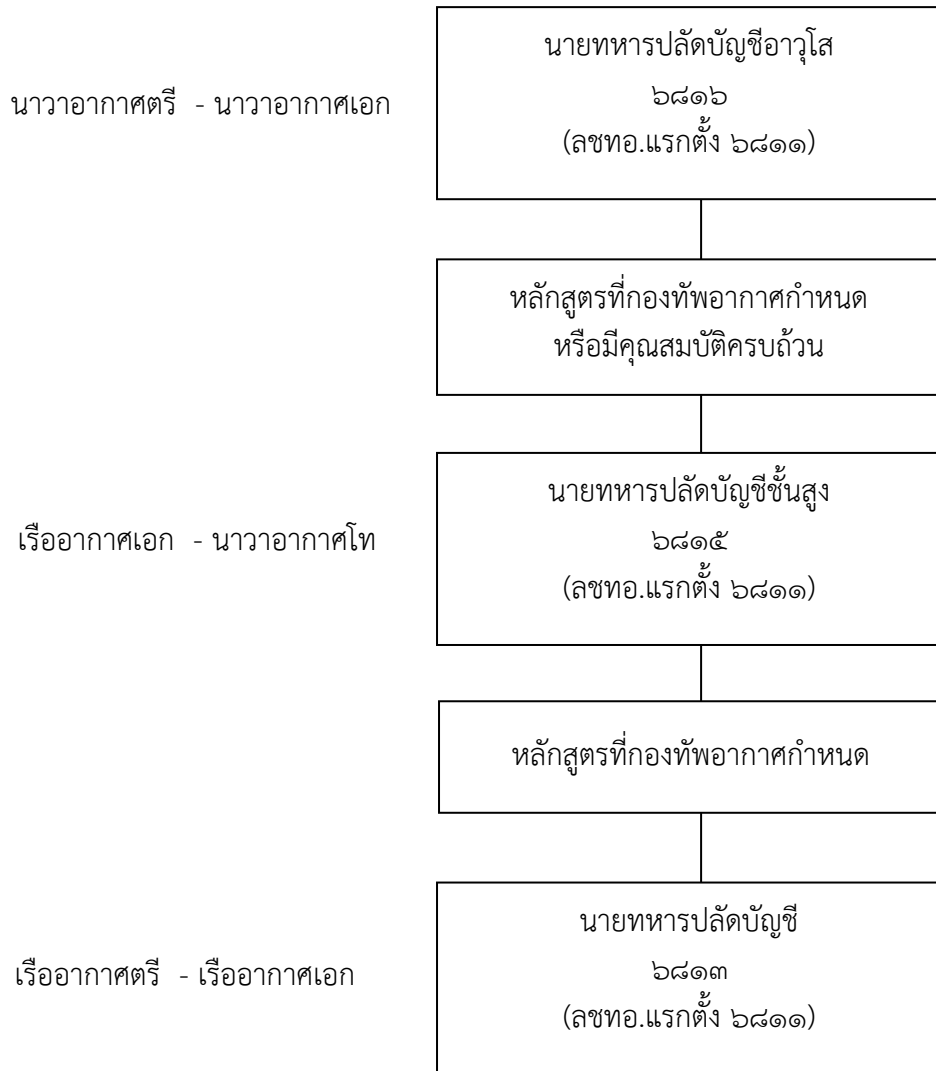 นายทหารปลัดบัญชีอาวุโส
นาวาอากาศตรี - นาวาอากาศเอก
๖๘๑๖
(ลชทอ.แรกตั้ง ๖๘๑๑)
หลักสูตรที่กองทัพอากาศกำหนด
หรือมีคุณสมบัติครบถ้วน
นายทหารปลัดบัญชีชั้นสูง
เรืออากาศเอก - นาวาอากาศโท
๖๘๑๕
(ลชทอ.แรกตั้ง ๖๘๑๑)
หลักสูตรที่กองทัพอากาศกำหนด
นายทหารปลัดบัญชี
เรืออากาศตรี - เรืออากาศเอก
๖๘๑๓
(ลชทอ.แรกตั้ง ๖๘๑๑)